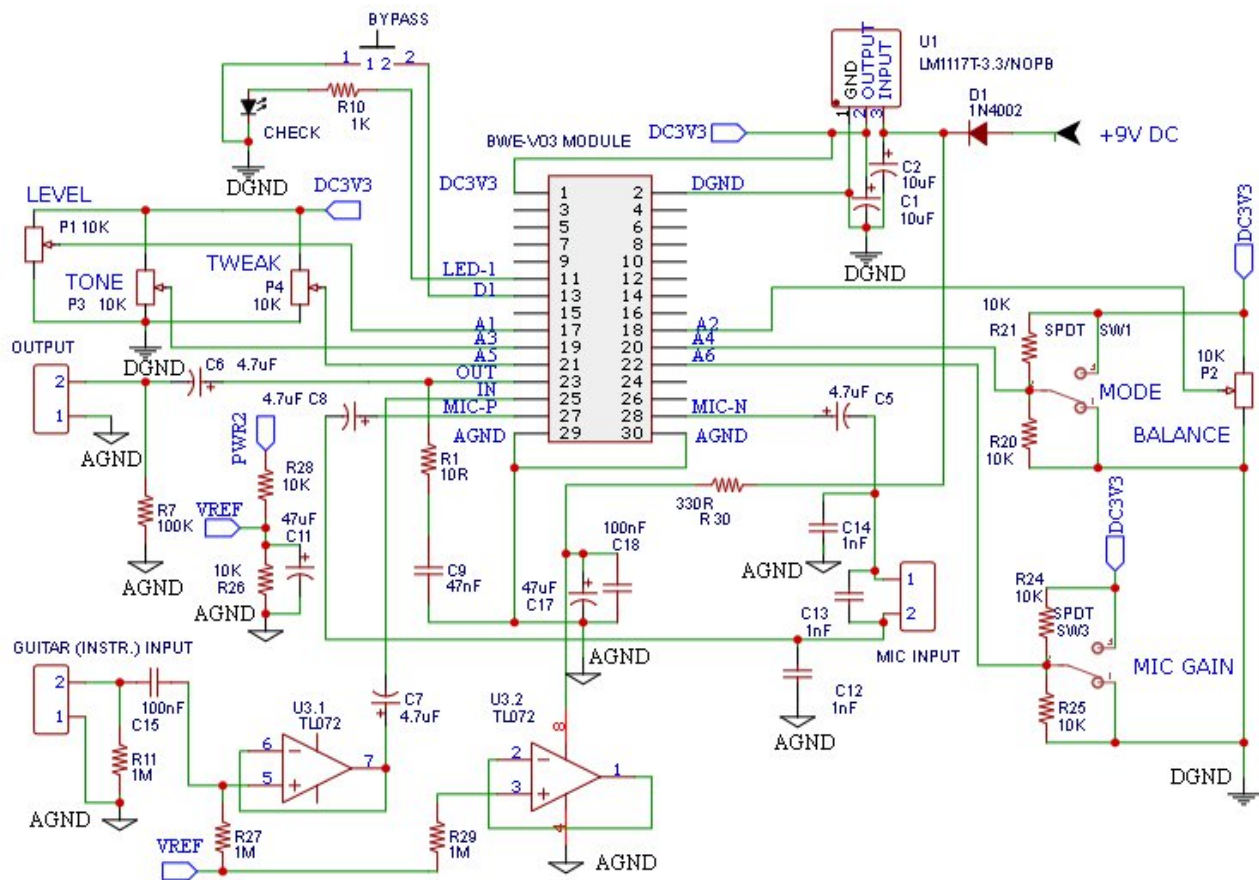 BYPASS
1 1 2 2
R10
1K
CHECK
DGND
U1
LM1117T-3.3/NOPB
GND
OUTPUT
INPUT
1 2 3
D1
1N4002
+9V DC
DC3V3
C2
10uF
C1
10uF
DGND
BWE-V03 MODULE
DC3V3
DGND
1 2
3 4
5 6
7 8
9 10
11 12
13 14
15 16
17 18
19 20
21 22
23 24
25 26
27 28
29 30
LED-1
D1
A1
A3
A5
OUT
IN
MIC-P
AGND
A2
A4
A6
MIC-N
AGND
LEVEL
P1 10K
DC3V3
TONE
P3 10K
TWEAK
P4
10K
DGND
OUTPUT
2
1
AGND
C6 4.7uF
4.7uF C8
R7
100K
AGND
PWR2
R28
10K
VREF
47uF
C11
10K
R26
AGND
R1
10R
C9
47nF
330R
R30
100nF
C18
47uF
C17
AGND
4.7uF
C5
C14
1nF
AGND
C13
1nF
1
2
MIC INPUT
C12
1nF
AGND
DC3V3
10K
R21
SPDT SW1
MODE
R20
10K
10K
P2
BALANCE
DC3V3
R24
10K
SPDT
SW3
MIC GAIN
R25
10K
DGND
GUITAR (INSTR.) INPUT
2
1
100nF
C15
R11
1M
AGND
U3.1
TL072
6
5
7
C7
4.7uF
R27
1M
VREF
R29
1M
U3.2
TL072
8
2
3
1
4
AGND